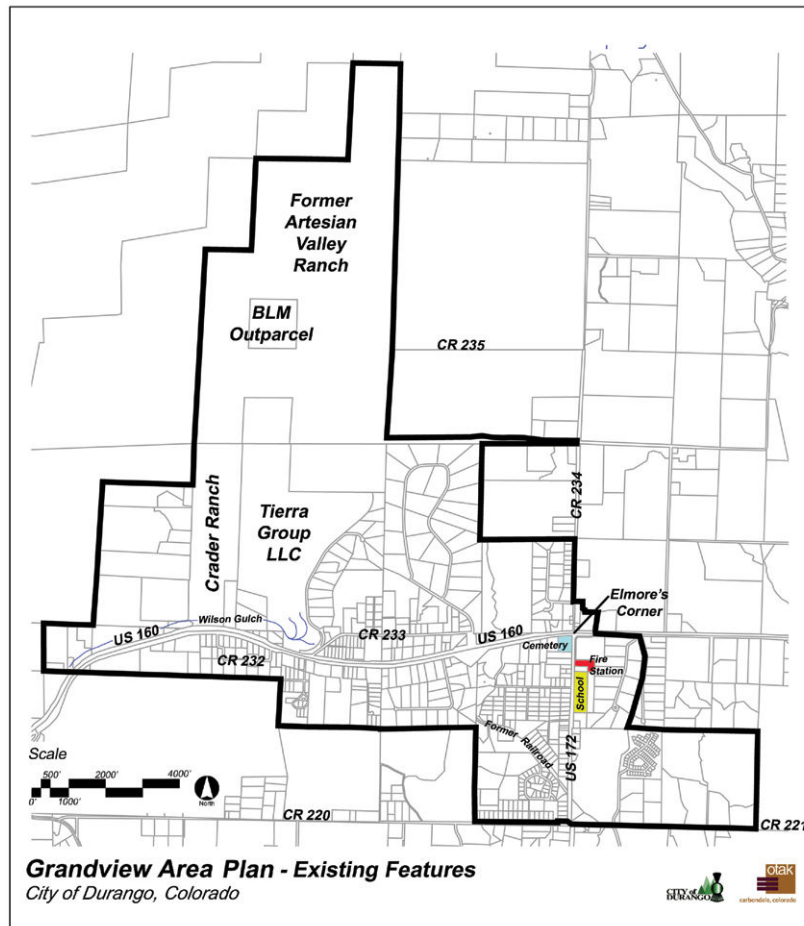 Former
Artesian
Valley
Ranch
BLM
Outparcel
CR 235
CR 234
Crader Ranch
Tierra
Group
LLC
Elmore's
Corner
Wilson Gulch
US 160
CR 233
US 160
CR 232
Cemetery
Fire
Station
School
Former Railroad
US 172
Scale
500' 2000' 4000'
0' 1000'
North
CR 220
CR 221
Grandview Area Plan - Existing Features
City of Durango, Colorado
CITY of
DURANGO
otak
carbondale, colorado